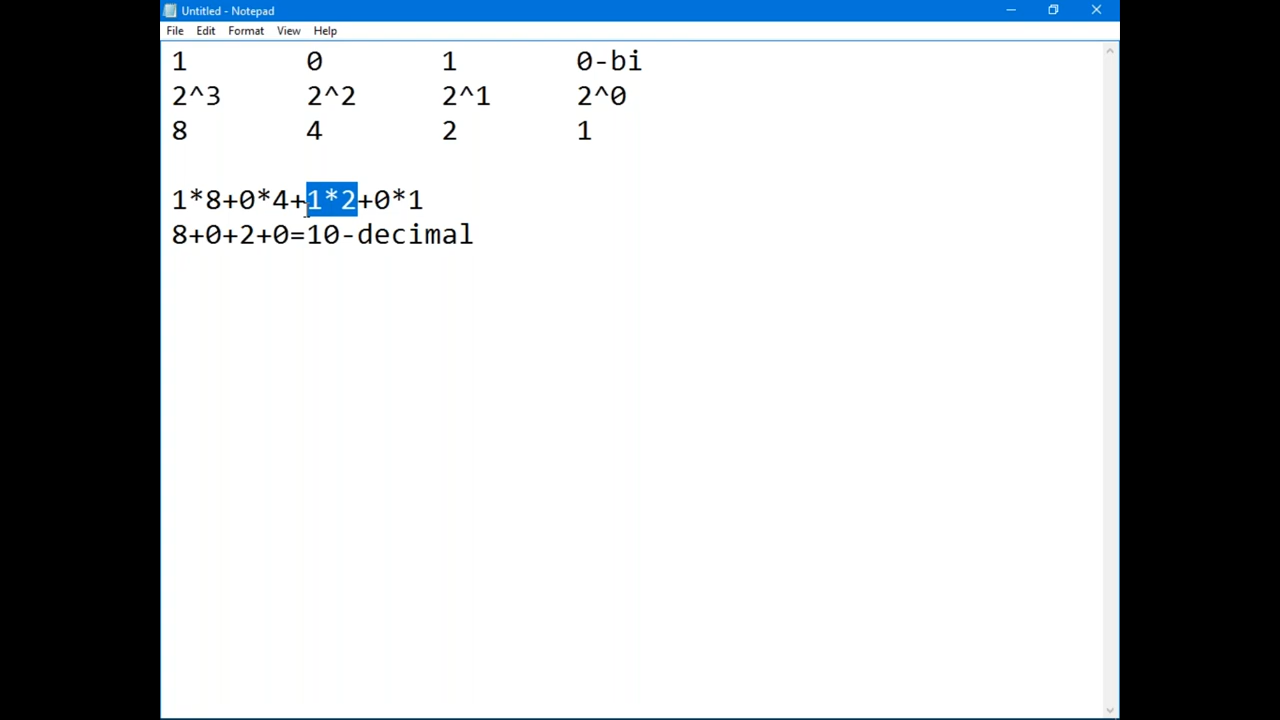 Untitled - Notepad
File Edit Format View Help
1 0 1 0-bi
2^3 2^2 2^1 2^0
8 4 2 1
1*8+0*4+1*2+0*1
8+0+2+0=10-decimal